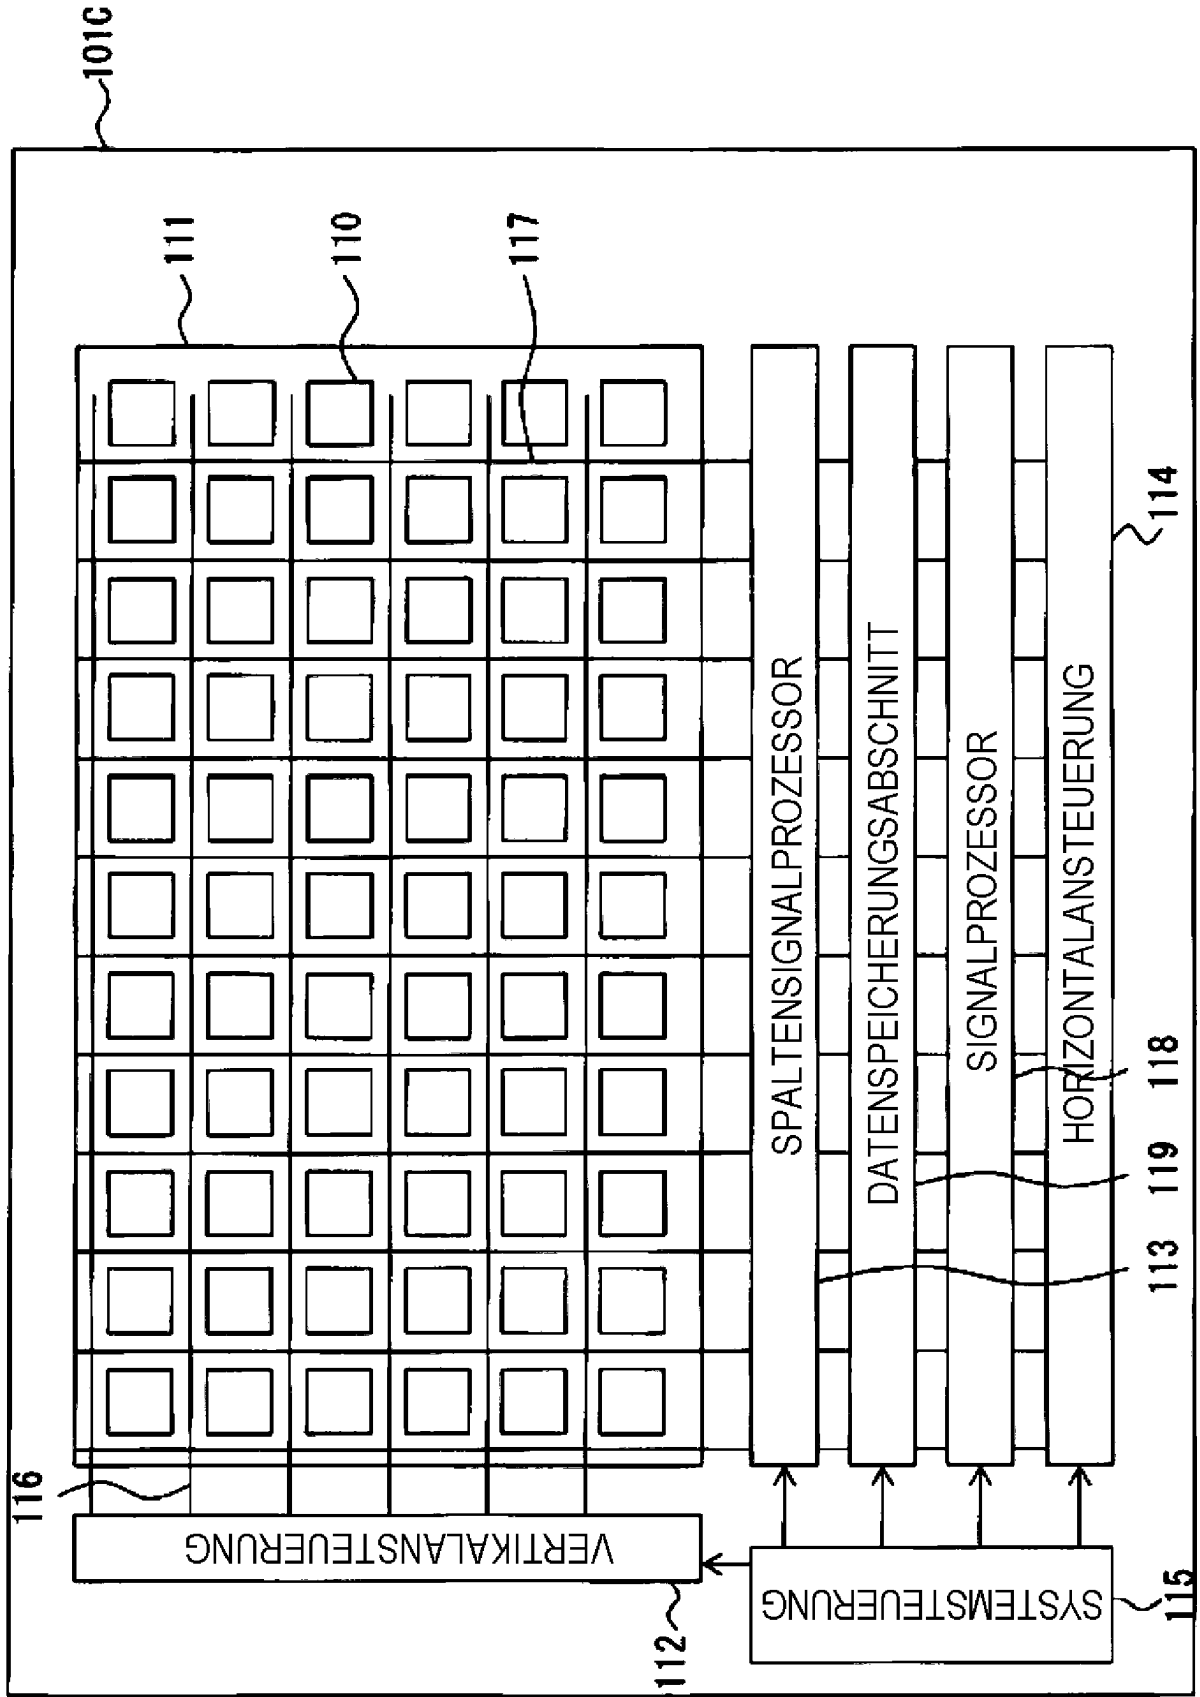 101C
111
110
117
116
VERTIKALANSTEUERUNG
112
SPALTENSIGNALPROZESSOR
DATENSPEICHERUNGSABSCHNITT
SIGNALPROZESSOR
HORIZONTALANSTEUERUNG
SYSTEMSTEUERUNG
115
113
119
118
114